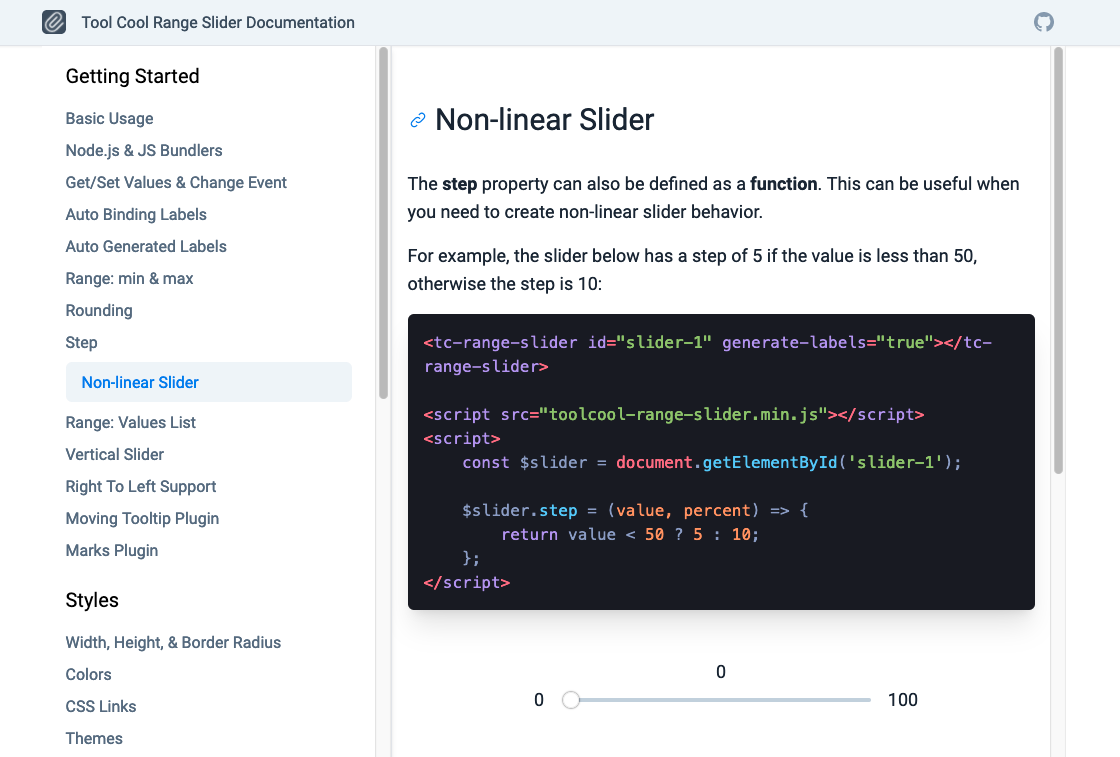 Tool Cool Range Slider Documentation
Getting Started
Basic Usage
Node.js & JS Bundlers
Get/Set Values & Change Event
Auto Binding Labels
Auto Generated Labels
Range: min & max
Rounding
Step
Non-linear Slider
Range: Values List
Vertical Slider
Right To Left Support
Moving Tooltip Plugin
Marks Plugin
Styles
Width, Height, & Border Radius
Colors
CSS Links
Themes
Non-linear Slider
The step property can also be defined as a function. This can be useful when
you need to create non-linear slider behavior.
For example, the slider below has a step of 5 if the value is less than 50,
otherwise the step is 10:
<tc-range-slider id="slider-1" generate-labels="true"></tc-
range-slider>
<script src="toolcool-range-slider.min.js"></script>
<script>
    const $slider = document.getElementById('slider-1');
    $slider.step = (value, percent) => {
        return value < 50 ? 5 : 10;
    };
</script>
0
0 100